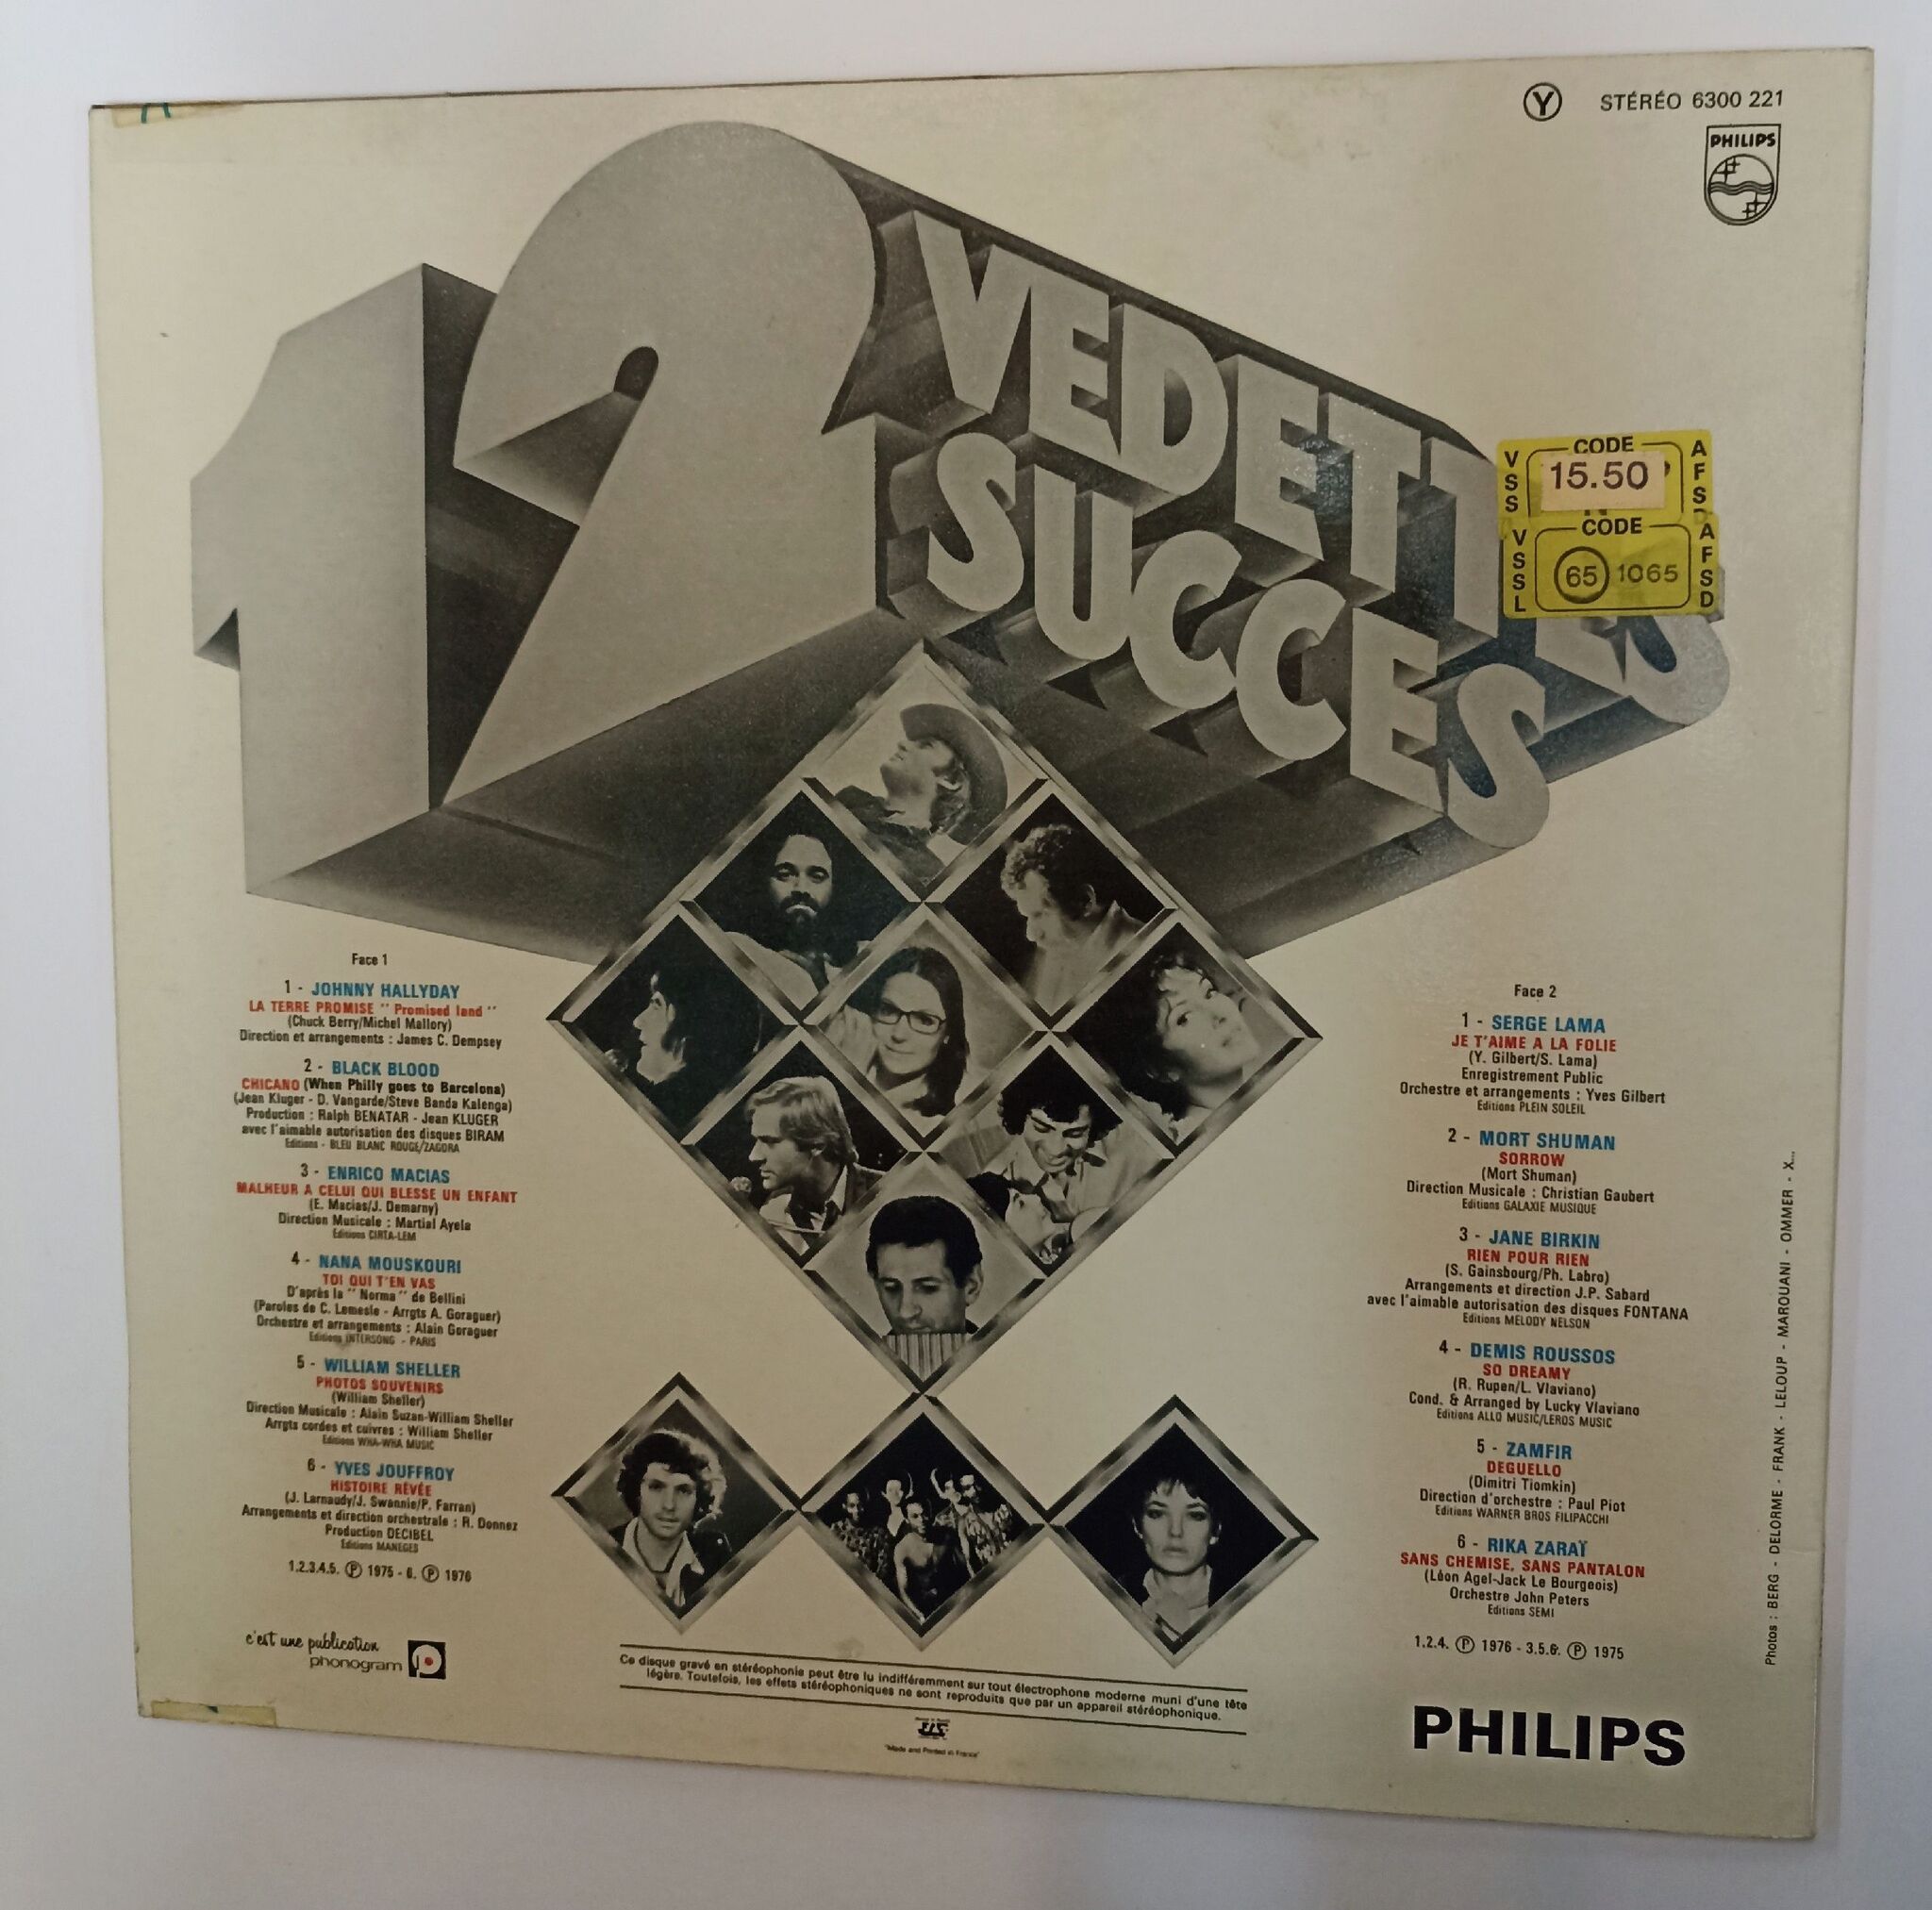 Y STÉRÉO 6300 221
PHILIPS
12
VEDETTES
SUCCES
CODE
VSS
15.50
AFSD
CODE
VSSL
65 1065
AFSD
Face 1
1 - JOHNNY HALLYDAY
LA TERRE PROMISE " Promised land "
(Chuck Berry/Michel Mallory)
Direction et arrangements : James C. Dempsey
2 - BLACK BLOOD
CHICANO (When Philly goes to Barcelona)
(Jean Kluger - D. Vangarde/Steve Banda Kalenga)
Production : Ralph BENATAR - Jean KLUGER
avec l'aimable autorisation des disques BIRAM
Editions - BLEU BLANC ROUGE/ZAGORA
3 - ENRICO MACIAS
MALHEUR A CELUI QUI BLESSE UN ENFANT
(E. Macias/J. Demarny)
Direction Musicale : Martial Ayela
Editions CIRTA-LEM
4 - NANA MOUSKOURI
TOI QUI T'EN VAS
D'après la " Norma " de Bellini
(Paroles de C. Lemesle - Arrgts A. Goraguer)
Orchestre et arrangements : Alain Goraguer
Editions INTERSONG - PARIS
5 - WILLIAM SHELLER
PHOTOS SOUVENIRS
(William Sheller)
Direction Musicale : Alain Suzan-William Sheller
Arrgts cordes et cuivres : William Sheller
Editions WHA-WHA MUSIC
6 - YVES JOUFFROY
HISTOIRE RÉVÉE
(J. Larnaudy/J. Swannie/P. Farran)
Arrangements et direction orchestrale : R. Donnez
Production DECIBEL
Editions MANEGES
1.2.3.4.5. Ⓟ 1975 - 6. Ⓟ 1976
c'est une publication
phonogram p
Face 2
1 - SERGE LAMA
JE T'AIME A LA FOLIE
(Y. Gilbert/S. Lama)
Enregistrement Public
Orchestre et arrangements : Yves Gilbert
Editions PLEIN SOLEIL
2 - MORT SHUMAN
SORROW
(Mort Shuman)
Direction Musicale : Christian Gaubert
Editions GALAXIE MUSIQUE
3 - JANE BIRKIN
RIEN POUR RIEN
(S. Gainsbourg/Ph. Labro)
Arrangements et direction J.P. Sabard
avec l'aimable autorisation des disques FONTANA
Editions MELODY NELSON
4 - DEMIS ROUSSOS
SO DREAMY
(R. Rupen/L. Vlaviano)
Cond. & Arranged by Lucky Vlaviano
Editions ALLO MUSIC/LEROS MUSIC
5 - ZAMFIR
DEGUELLO
(Dimitri Tiomkin)
Direction d'orchestre : Paul Piot
Editions WARNER BROS FILIPACCHI
6 - RIKA ZARAÏ
SANS CHEMISE, SANS PANTALON
(Léon Agel-Jack Le Bourgeois)
Orchestre John Peters
Editions SEMI
1.2.4. Ⓟ 1976 - 3.5.6. Ⓟ 1975
Photos : BERG - DELORME - FRANK - LELOUP - MAROUANI - OMMER - X...
Ce disque gravé en stéréophonie peut être lu indifféremment sur tout électrophone moderne muni d'une tête
légère. Toutefois, les effets stéréophoniques ne sont reproduits que par un appareil stéréophonique.
"Made and Printed in France"
PHILIPS